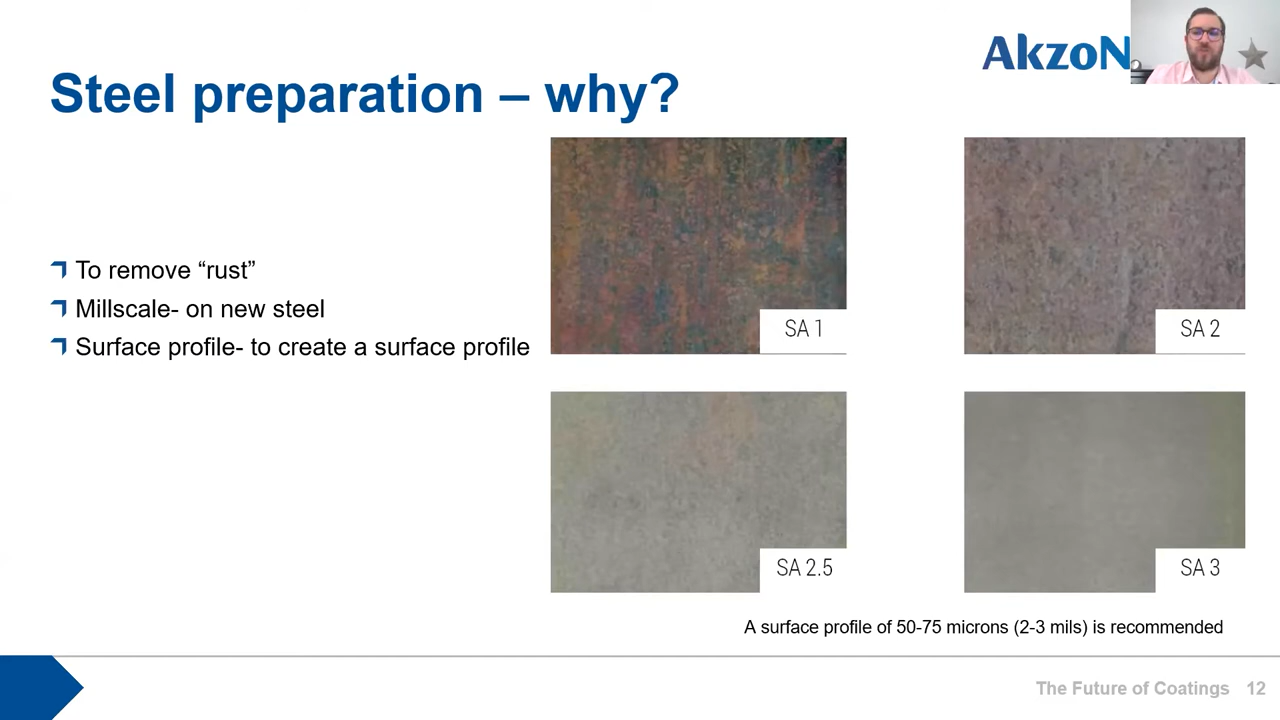 AkzoN
Steel preparation – why?
To remove “rust”
Millscale- on new steel
Surface profile- to create a surface profile
SA 1
SA 2
SA 2.5
SA 3
A surface profile of 50-75 microns (2-3 mils) is recommended
The Future of Coatings 12